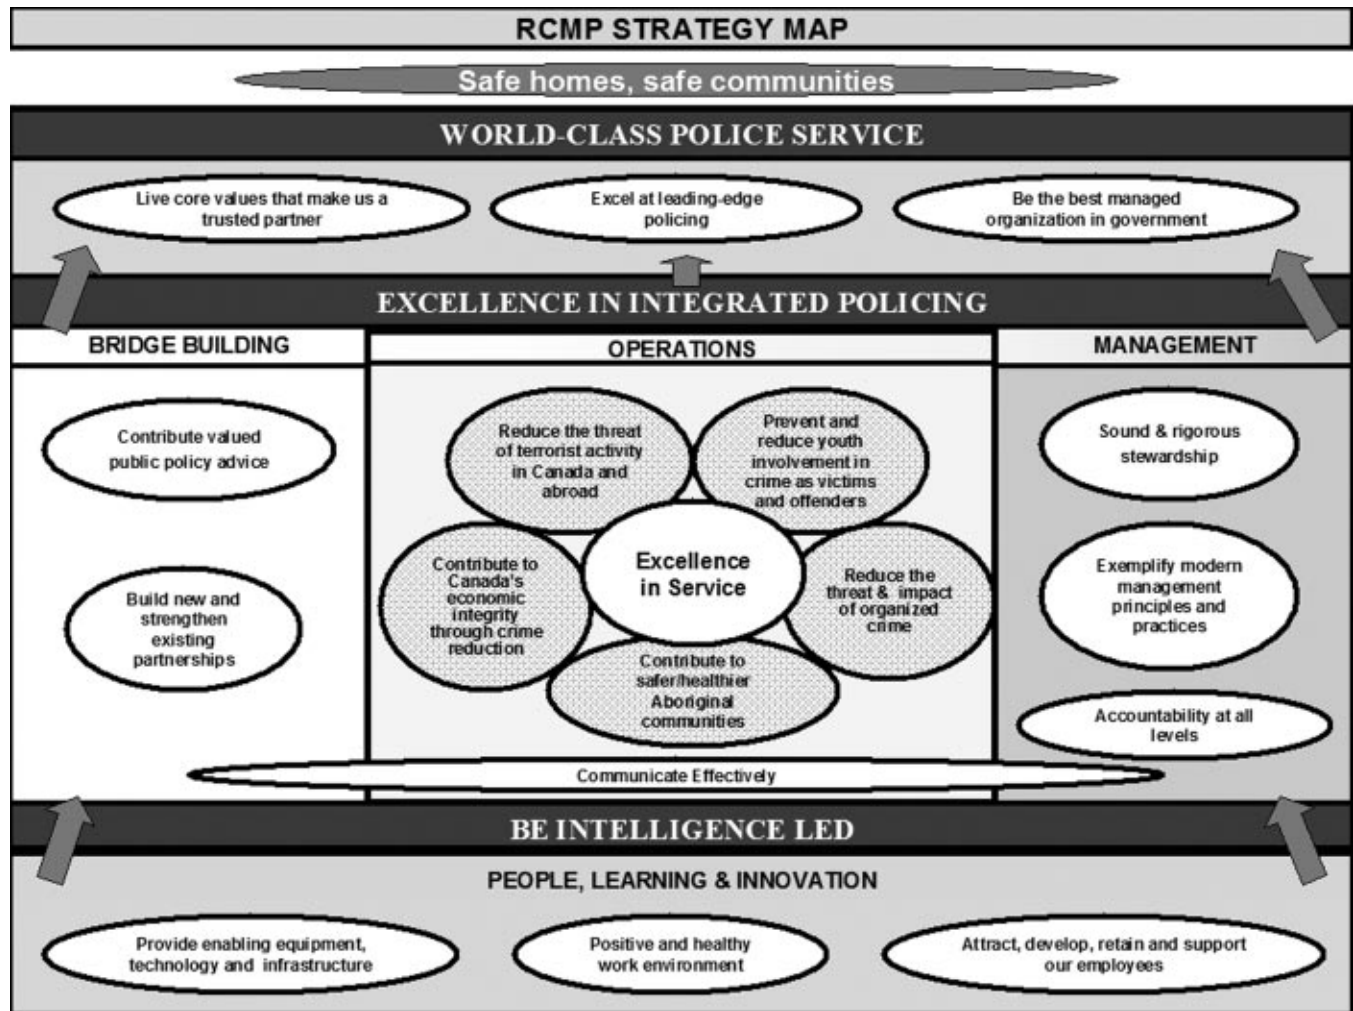 RCMP STRATEGY MAP
Safe homes, safe communities
WORLD-CLASS POLICE SERVICE
Live core values that make us a
trusted partner
Excel at leading-edge
policing
Be the best managed
organization in government
EXCELLENCE IN INTEGRATED POLICING
BRIDGE BUILDING
Contribute valued
public policy advice
Build new and
strengthen
existing
partnerships
OPERATIONS
Reduce the threat
of terrorist activity
in Canada and
abroad
Prevent and
reduce youth
involvement in
crime as victims
and offenders
Contribute to
Canada's
economic
integrity
through crime
reduction
Excellence
in Service
Reduce the
threat & impact
of organized
crime
Contribute to
safer/healthier
Aboriginal
communities
MANAGEMENT
Sound & rigorous
stewardship
Exemplify modern
management
principles and
practices
Accountability at all
levels
Communicate Effectively
BE INTELLIGENCE LED
PEOPLE, LEARNING & INNOVATION
Provide enabling equipment,
technology and infrastructure
Positive and healthy
work environment
Attract, develop, retain and support
our employees